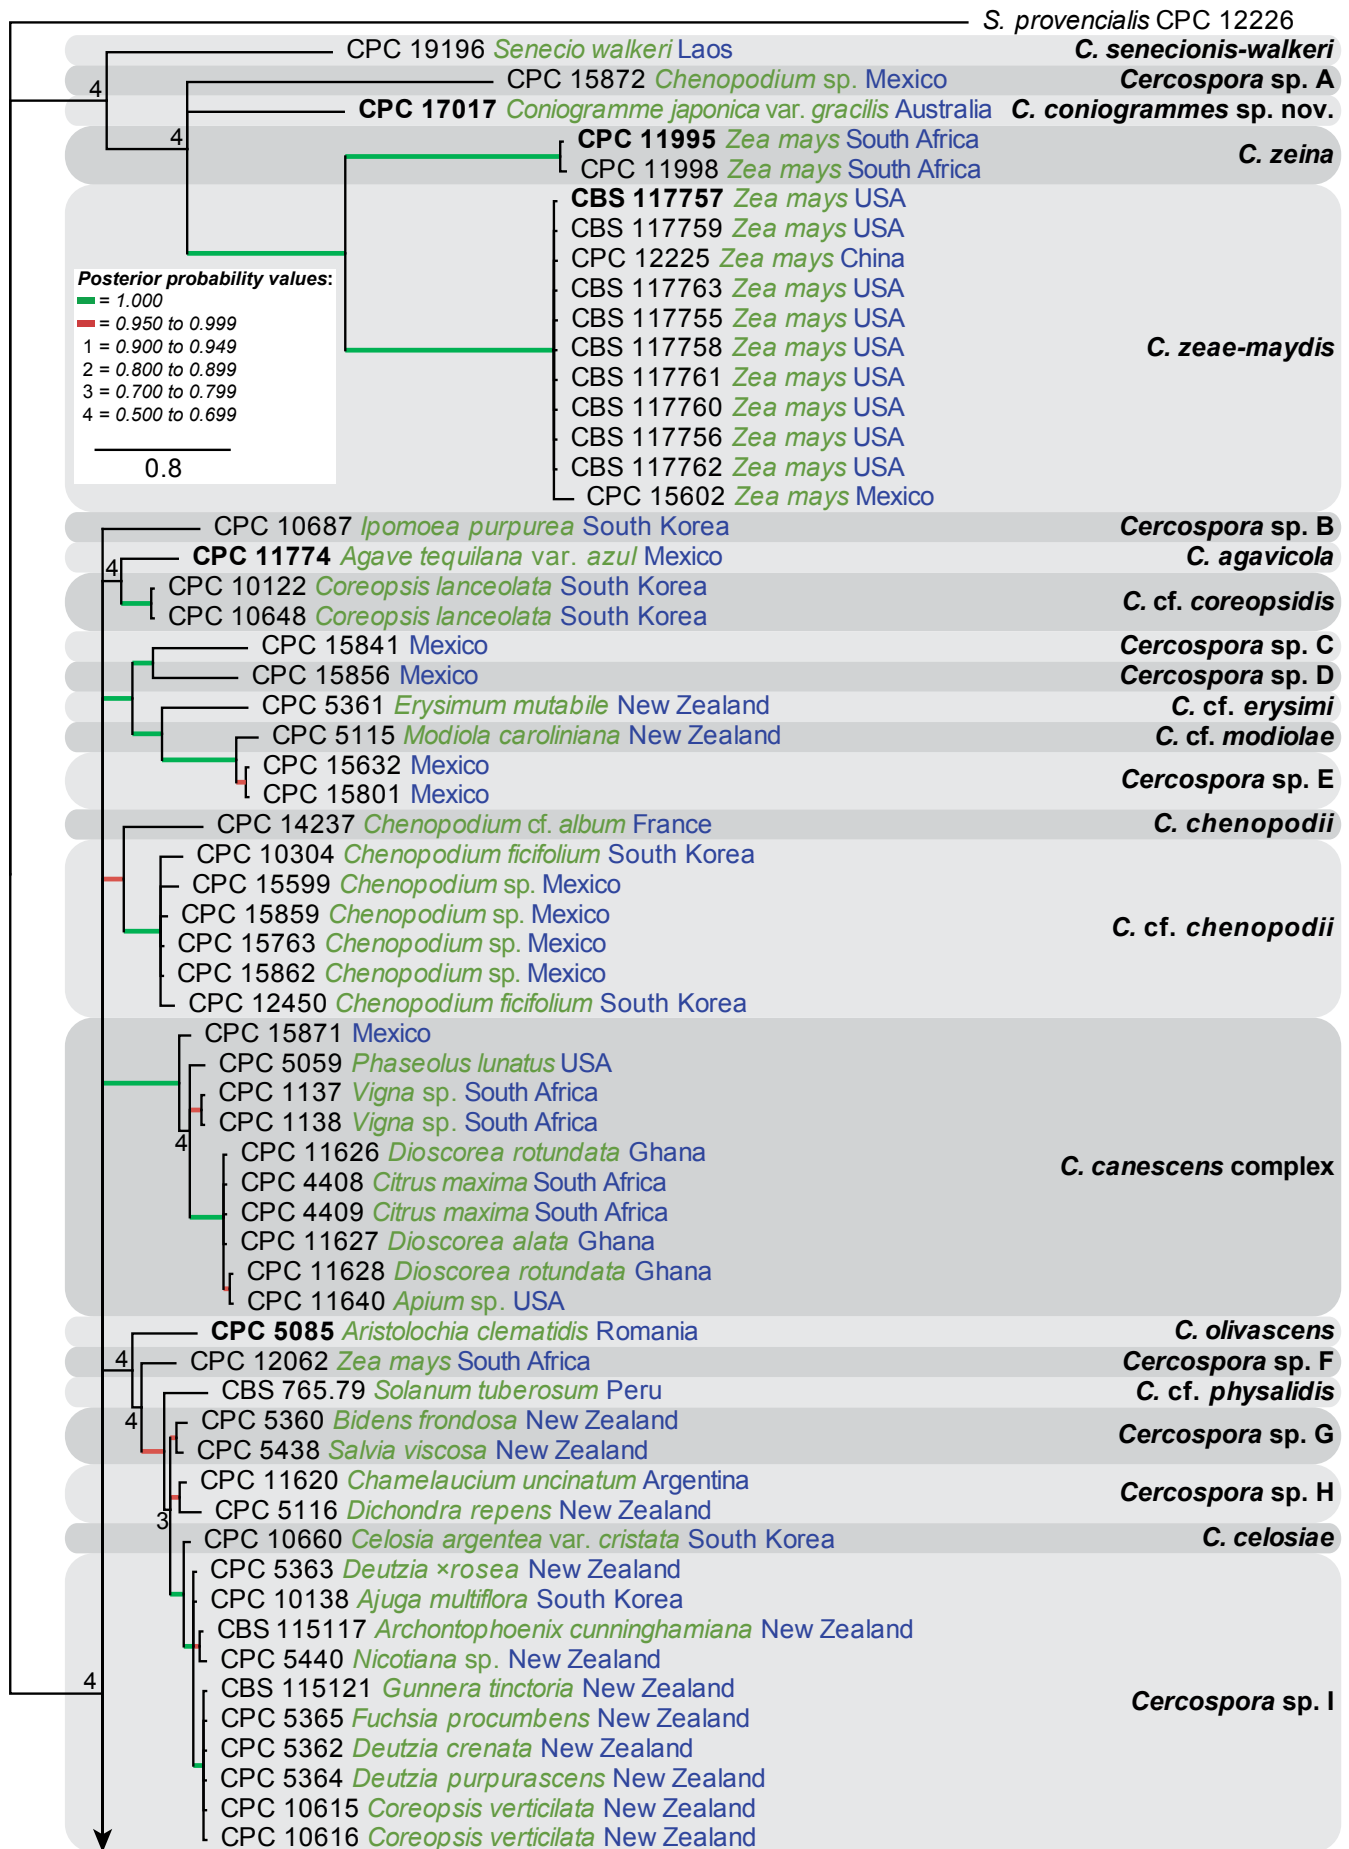 S. provencialis CPC 12226
CPC 19196 Senecio walkeri Laos C. senecionis-walkeri
4
CPC 15872 Chenopodium sp. Mexico Cercospora sp. A
CPC 17017 Coniogramme japonica var. gracilis Australia C. coniogrammes sp. nov.
4
CPC 11995 Zea mays South Africa
C. zeina
CPC 11998 Zea mays South Africa
CBS 117757 Zea mays USA
CBS 117759 Zea mays USA
CPC 12225 Zea mays China
CBS 117763 Zea mays USA
CBS 117755 Zea mays USA
CBS 117758 Zea mays USA
C. zeae-maydis
CBS 117761 Zea mays USA
CBS 117760 Zea mays USA
CBS 117756 Zea mays USA
CBS 117762 Zea mays USA
CPC 15602 Zea mays Mexico
Posterior probability values:
= 1.000
= 0.950 to 0.999
1 = 0.900 to 0.949
2 = 0.800 to 0.899
3 = 0.700 to 0.799
4 = 0.500 to 0.699
0.8
CPC 10687 Ipomoea purpurea South Korea Cercospora sp. B
CPC 11774 Agave tequilana var. azul Mexico C. agavicola
4
CPC 10122 Coreopsis lanceolata South Korea
C. cf. coreopsidis
CPC 10648 Coreopsis lanceolata South Korea
CPC 15841 Mexico Cercospora sp. C
CPC 15856 Mexico Cercospora sp. D
CPC 5361 Erysimum mutabile New Zealand C. cf. erysimi
CPC 5115 Modiola caroliniana New Zealand C. cf. modiolae
CPC 15632 Mexico
Cercospora sp. E
CPC 15801 Mexico
CPC 14237 Chenopodium cf. album France C. chenopodii
CPC 10304 Chenopodium ficifolium South Korea
CPC 15599 Chenopodium sp. Mexico
CPC 15859 Chenopodium sp. Mexico
C. cf. chenopodii
CPC 15763 Chenopodium sp. Mexico
CPC 15862 Chenopodium sp. Mexico
CPC 12450 Chenopodium ficifolium South Korea
CPC 15871 Mexico
CPC 5059 Phaseolus lunatus USA
CPC 1137 Vigna sp. South Africa
CPC 1138 Vigna sp. South Africa
4
CPC 11626 Dioscorea rotundata Ghana
C. canescens complex
CPC 4408 Citrus maxima South Africa
CPC 4409 Citrus maxima South Africa
CPC 11627 Dioscorea alata Ghana
CPC 11628 Dioscorea rotundata Ghana
CPC 11640 Apium sp. USA
CPC 5085 Aristolochia clematidis Romania C. olivascens
4
CPC 12062 Zea mays South Africa Cercospora sp. F
CBS 765.79 Solanum tuberosum Peru C. cf. physalidis
4
CPC 5360 Bidens frondosa New Zealand
Cercospora sp. G
CPC 5438 Salvia viscosa New Zealand
CPC 11620 Chamelaucium uncinatum Argentina
Cercospora sp. H
CPC 5116 Dichondra repens New Zealand
3
CPC 10660 Celosia argentea var. cristata South Korea C. celosiae
CPC 5363 Deutzia ×rosea New Zealand
CPC 10138 Ajuga multiflora South Korea
CBS 115117 Archontophoenix cunninghamiana New Zealand
CPC 5440 Nicotiana sp. New Zealand
4
CBS 115121 Gunnera tinctoria New Zealand
Cercospora sp. I
CPC 5365 Fuchsia procumbens New Zealand
CPC 5362 Deutzia crenata New Zealand
CPC 5364 Deutzia purpurascens New Zealand
CPC 10615 Coreopsis verticilata New Zealand
CPC 10616 Coreopsis verticilata New Zealand